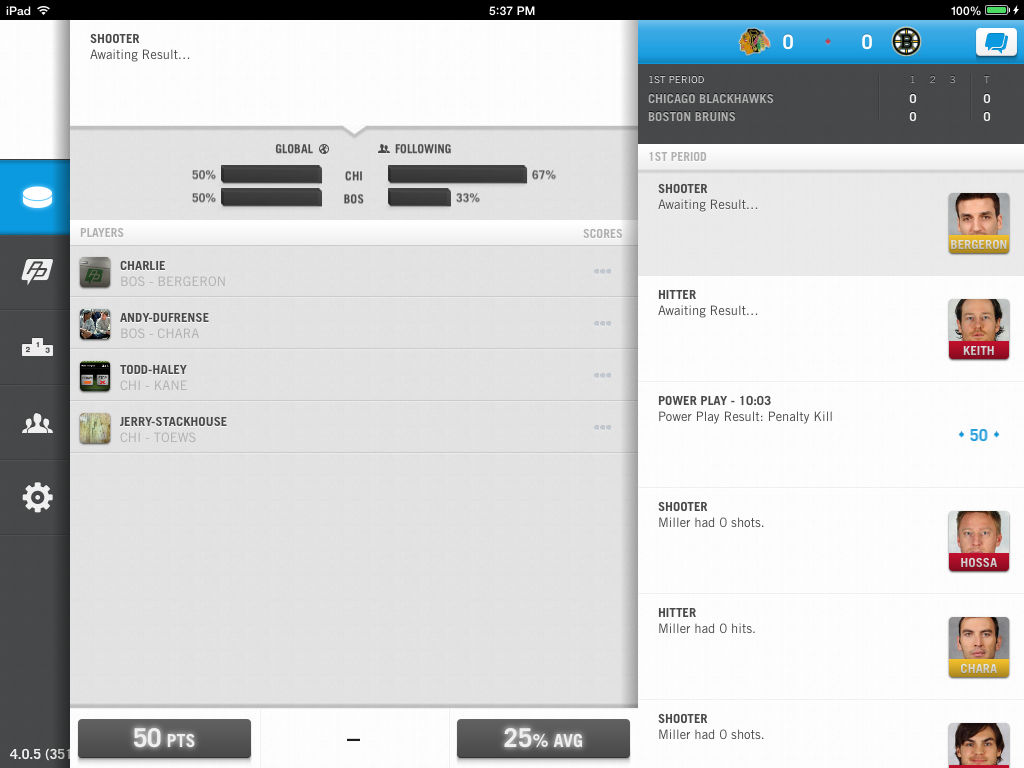 iPad 5:37 PM 100%
SHOOTER
Awaiting Result...
GLOBAL FOLLOWING
50% CHI 67%
50% BOS 33%
PLAYERS SCORES
CHARLIE
BOS - BERGERON
ANDY-DUFRENSE
BOS - CHARA
TODD-HALEY
CHI - KANE
JERRY-STACKHOUSE
CHI - TOEWS
50 PTS – 25% AVG
2 1 3
4.0.5 (351
0 • 0 B
1ST PERIOD 1 2 3 T
CHICAGO BLACKHAWKS 0 0
BOSTON BRUINS 0 0
1ST PERIOD
SHOOTER
Awaiting Result...
BERGERON
HITTER
Awaiting Result...
KEITH
POWER PLAY - 10:03
Power Play Result: Penalty Kill
50
SHOOTER
Miller had 0 shots.
HOSSA
HITTER
Miller had 0 hits.
CHARA
SHOOTER
Miller had 0 shots.